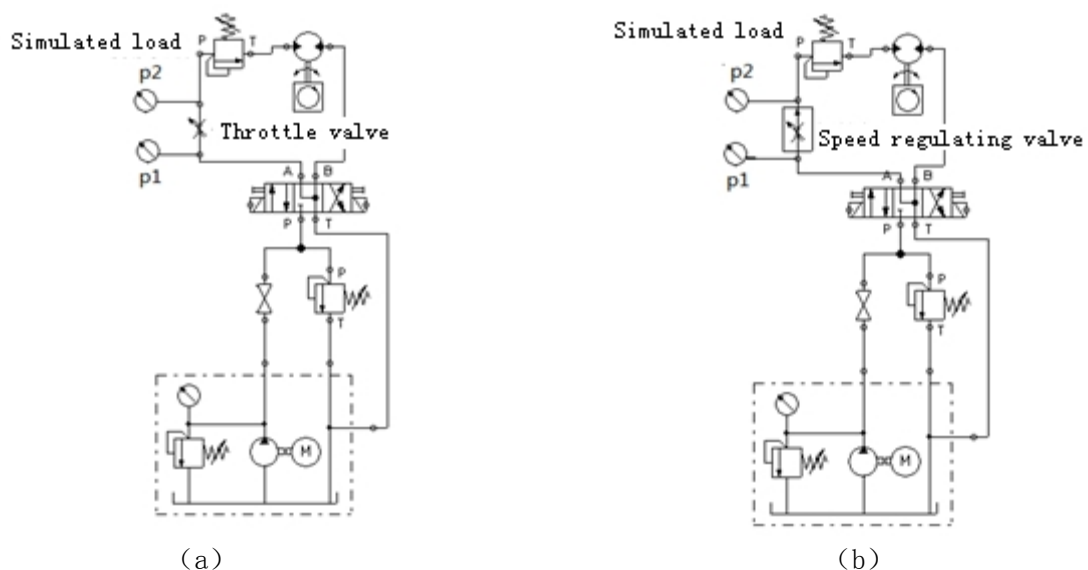 Simulated load
P
T
p2
Throttle valve
p1
A
B
P
T
P
T
M
(a)
Simulated load
P
T
p2
Speed regulating valve
p1
A
B
P
T
P
T
M
(b)